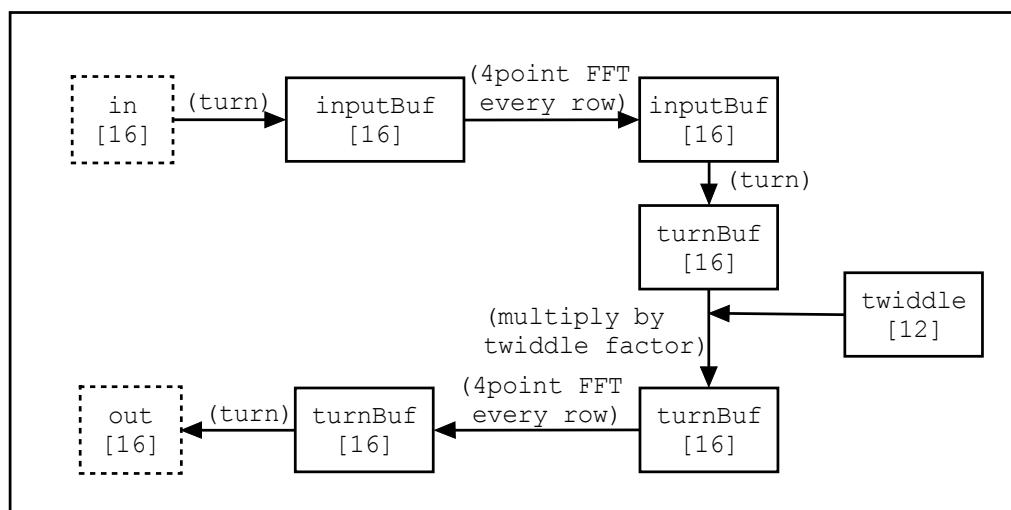 in
[16]
(turn)
inputBuf
[16]
(4point FFT
every row)
inputBuf
[16]
(turn)
turnBuf
[16]
twiddle
[12]
(multiply by
twiddle factor)
turnBuf
[16]
(4point FFT
every row)
turnBuf
[16]
(turn)
out
[16]